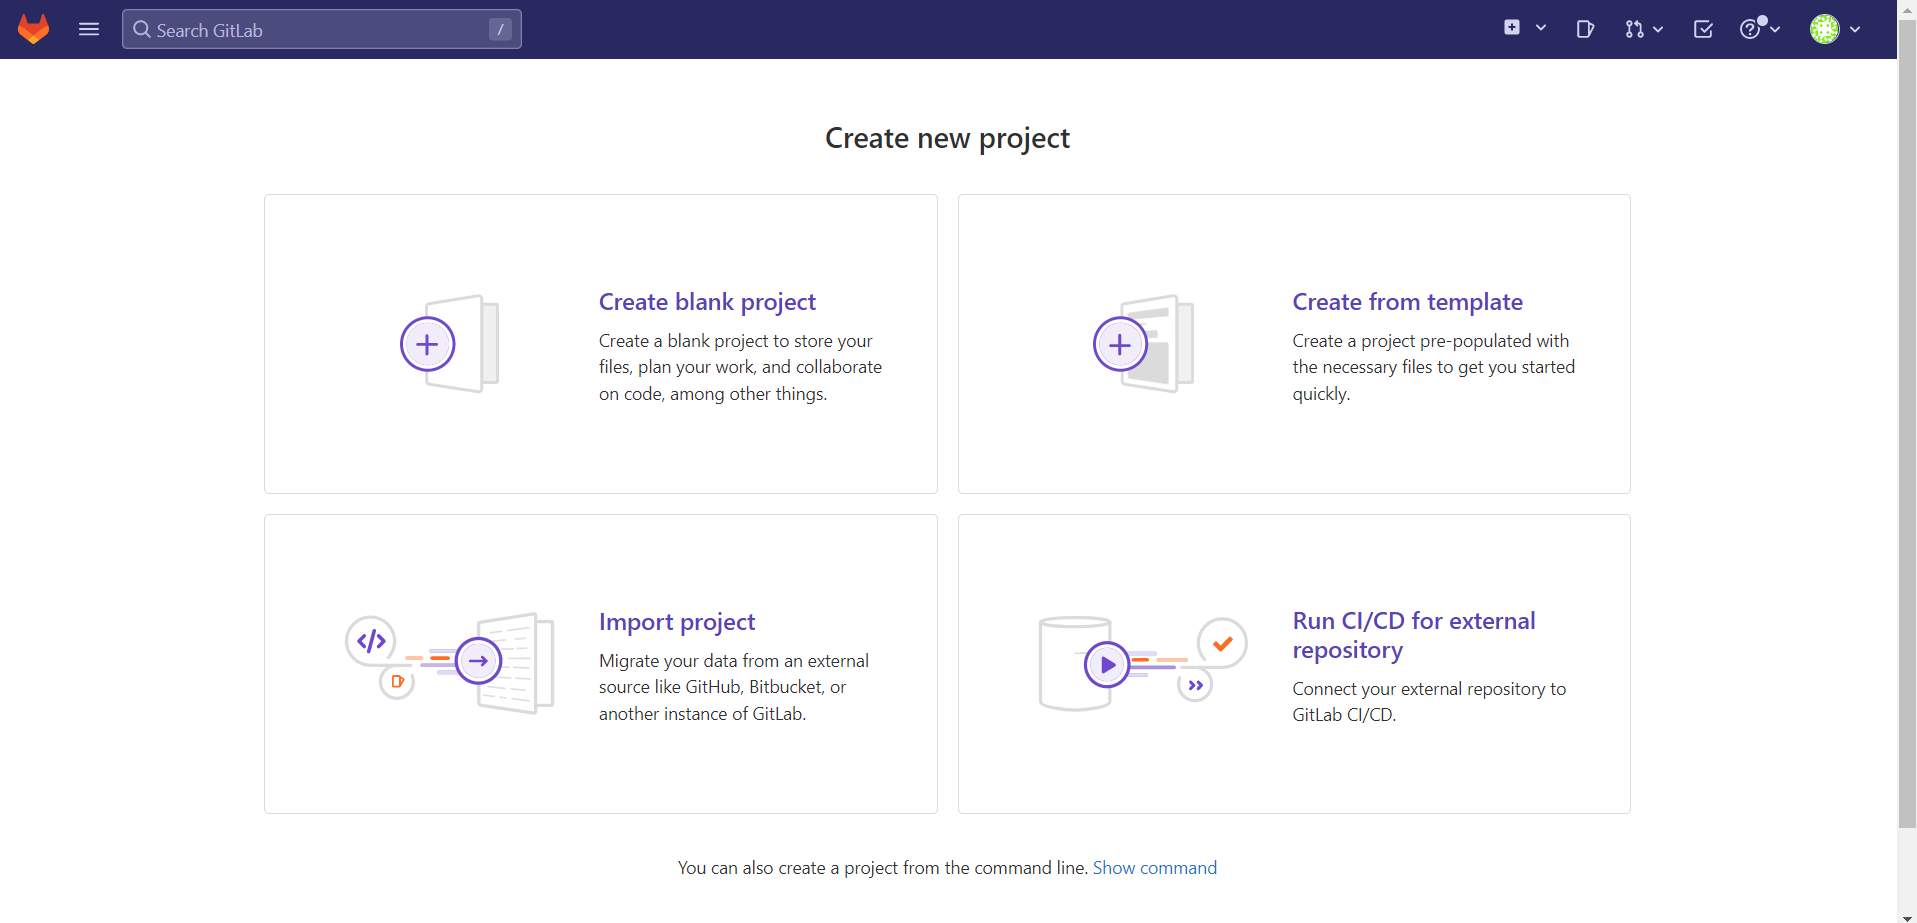 Search GitLab /
Create new project
Create blank project
Create a blank project to store your
files, plan your work, and collaborate
on code, among other things.
Create from template
Create a project pre-populated with
the necessary files to get you started
quickly.
Import project
Migrate your data from an external
source like GitHub, Bitbucket, or
another instance of GitLab.
Run CI/CD for external
repository
Connect your external repository to
GitLab CI/CD.
You can also create a project from the command line. Show command